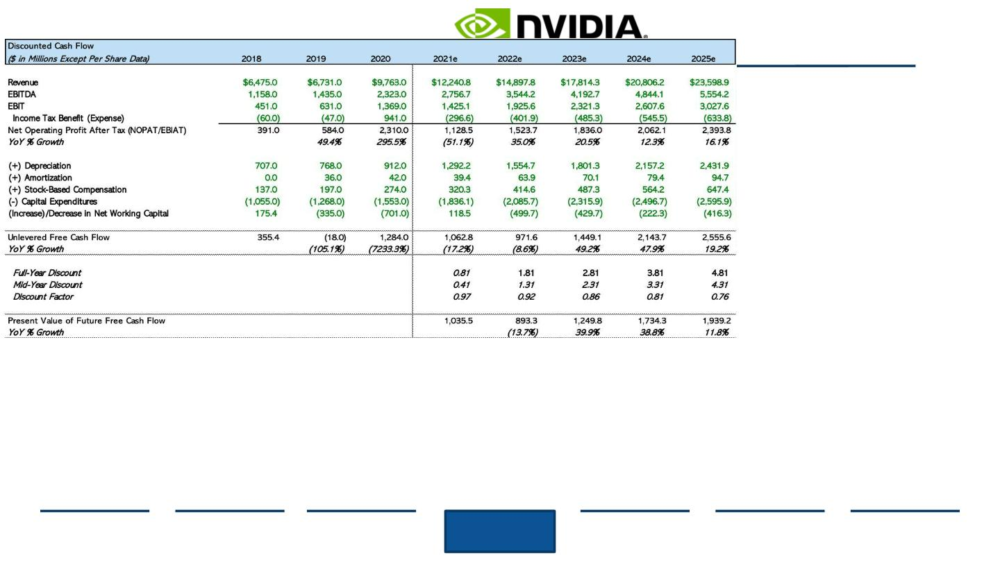 NVIDIA.
Discounted Cash Flow
($ in Millions Except Per Share Data) 2018 2019 2020 2021e 2022e 2023e 2024e 2025e
Revenue $6,475.0 $6,731.0 $9,763.0 $12,240.8 $14,897.8 $17,814.3 $20,806.2 $23,598.9
EBITDA 1,158.0 1,435.0 2,323.0 2,756.7 3,544.2 4,192.7 4,844.1 5,554.2
EBIT 451.0 631.0 1,369.0 1,425.1 1,925.6 2,321.3 2,607.6 3,027.6
Income Tax Benefit (Expense) (60.0) (47.0) 941.0 (296.6) (401.9) (485.3) (545.5) (633.8)
Net Operating Profit After Tax (NOPAT/EBIAT) 391.0 584.0 2,310.0 1,128.5 1,523.7 1,836.0 2,062.1 2,393.8
YoY % Growth 49.4% 295.5% (51.1%) 35.0% 20.5% 12.3% 16.1%
(+) Depreciation 707.0 768.0 912.0 1,292.2 1,554.7 1,801.3 2,157.2 2,431.9
(+) Amortization 0.0 36.0 42.0 39.4 63.9 70.1 79.4 94.7
(+) Stock-Based Compensation 137.0 197.0 274.0 320.3 414.6 487.3 564.2 647.4
(-) Capital Expenditures (1,055.0) (1,268.0) (1,553.0) (1,836.1) (2,085.7) (2,315.9) (2,496.7) (2,595.9)
(Increase)/Decrease in Net Working Capital 175.4 (335.0) (701.0) 118.5 (499.7) (429.7) (222.3) (416.3)
Unlevered Free Cash Flow 355.4 (18.0) 1,284.0 1,062.8 971.6 1,449.1 2,143.7 2,555.6
YoY % Growth (105.1%) (7233.3%) (17.2%) (8.6%) 49.2% 47.9% 19.2%
Full-Year Discount 0.81 1.81 2.81 3.81 4.81
Mid-Year Discount 0.41 1.31 2.31 3.31 4.31
Discount Factor 0.97 0.92 0.86 0.81 0.76
Present Value of Future Free Cash Flow 1,035.5 893.3 1,249.8 1,734.3 1,939.2
YoY % Growth (13.7%) 39.9% 38.8% 11.8%